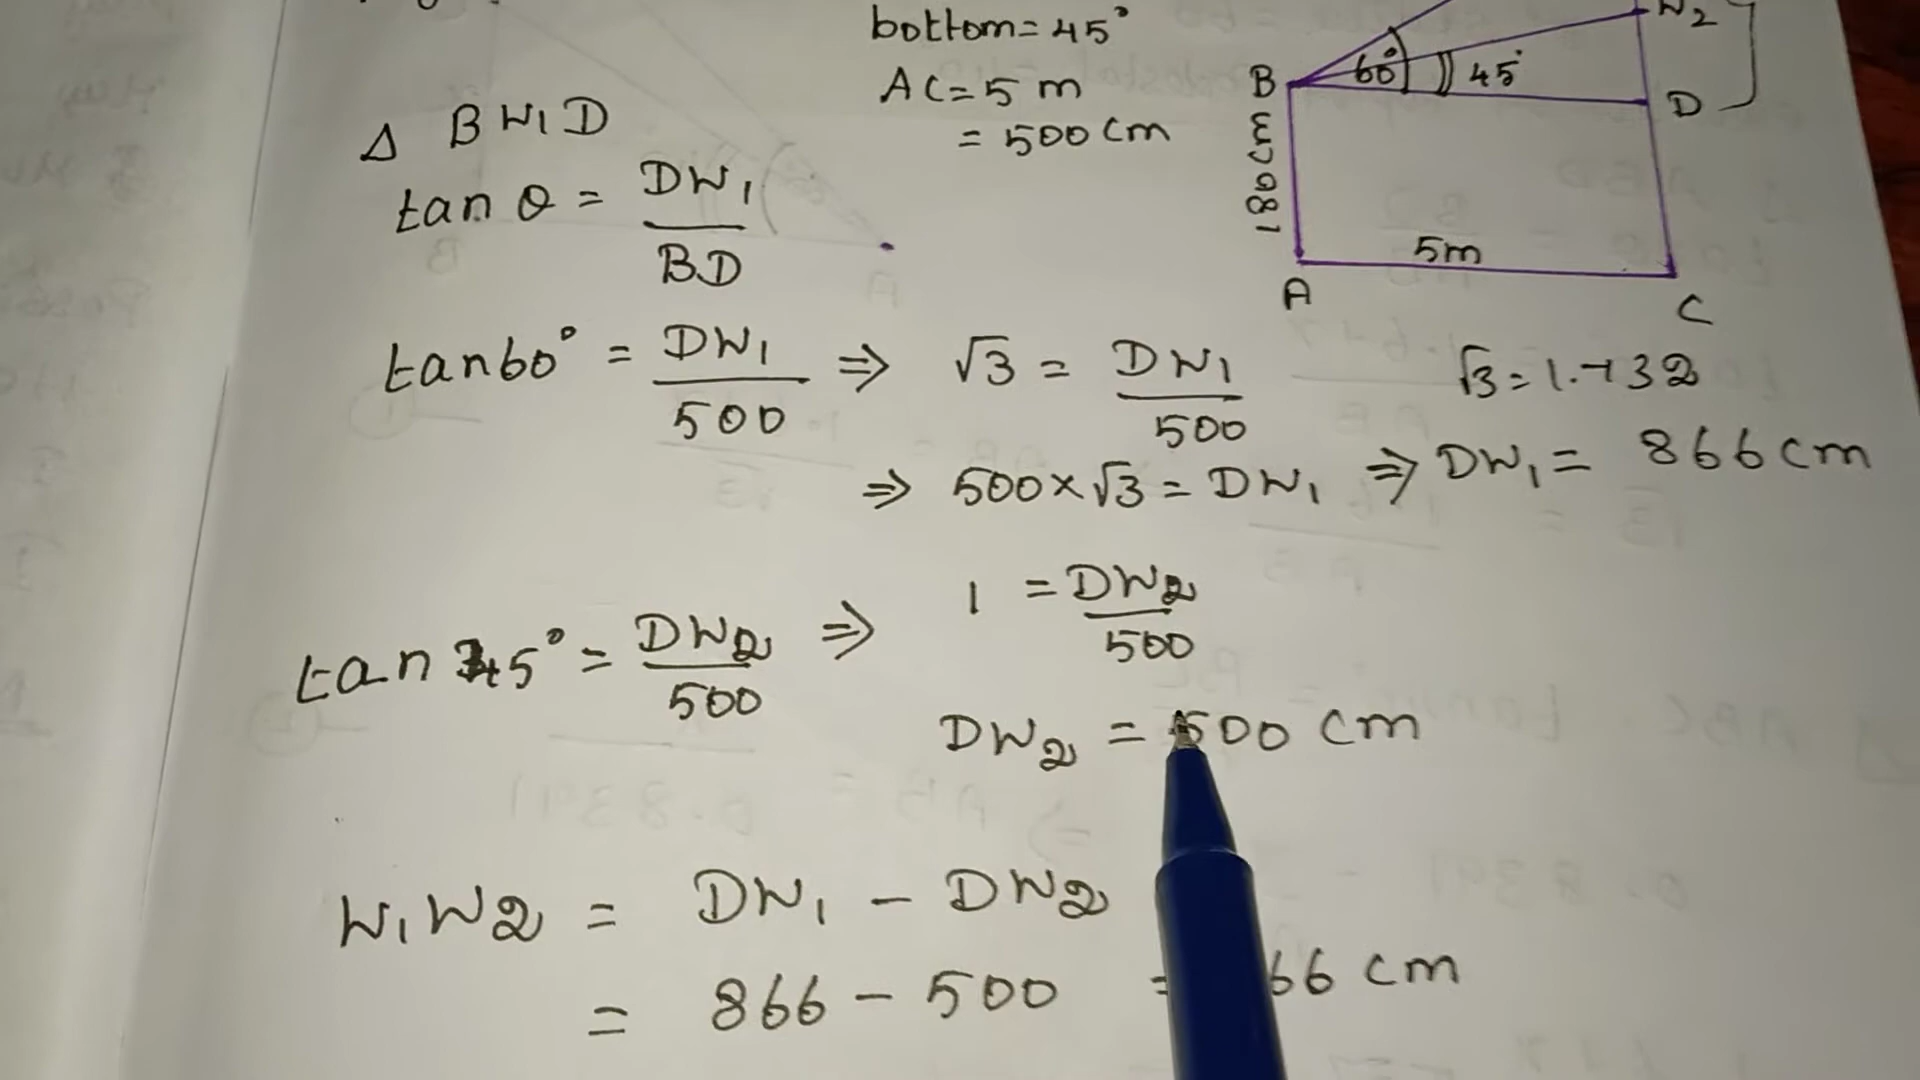 bottom = 45°
AC = 5 m
= 500 cm
W2
B 60° 45°
D
180 cm
5m
A
C
Δ BW1D
tan θ = DW1 / BD
tan 60° = DW1 / 500 ⇒ √3 = DW1 / 500
√3 = 1.732
⇒ 500 × √3 = DW1 ⇒ DW1 = 866 cm
tan 45° = DW2 / 500 ⇒ 1 = DW2 / 500
DW2 = 500 cm
W1W2 = DW1 - DW2
= 866 - 500 = 66 cm